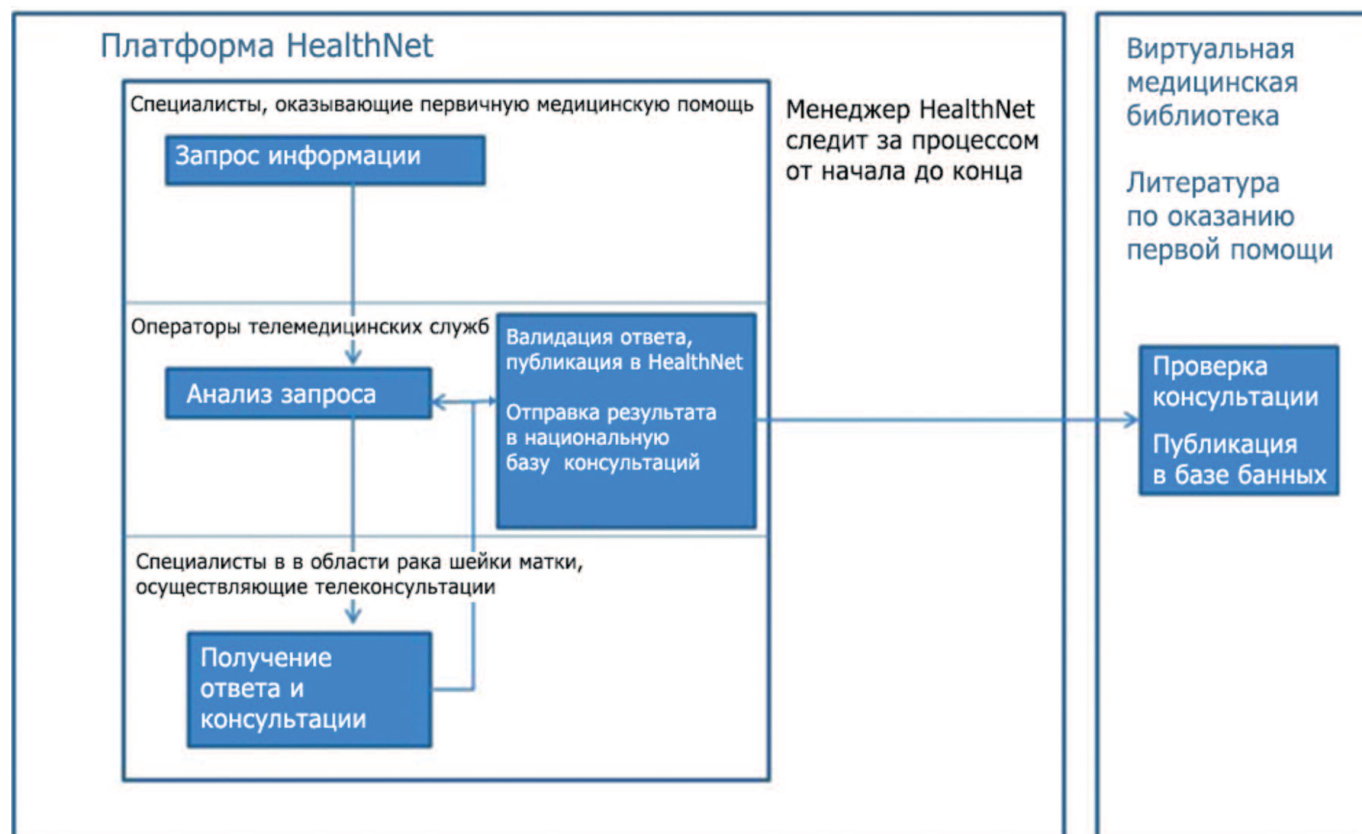 Платформа HealthNet
Специалисты, оказывающие первичную медицинскую помощь
Запрос информации
Менеджер HealthNet
следит за процессом
от начала до конца
Операторы телемедицинских служб
Анализ запроса
Валидация ответа,
публикация в HealthNet
Отправка результата
в национальную
базу консультаций
Специалисты в в области рака шейки матки,
осуществляющие телеконсультации
Получение
ответа и
консультации
Виртуальная
медицинская
библиотека
Литература
по оказанию
первой помощи
Проверка
консультации
Публикация
в базе банных